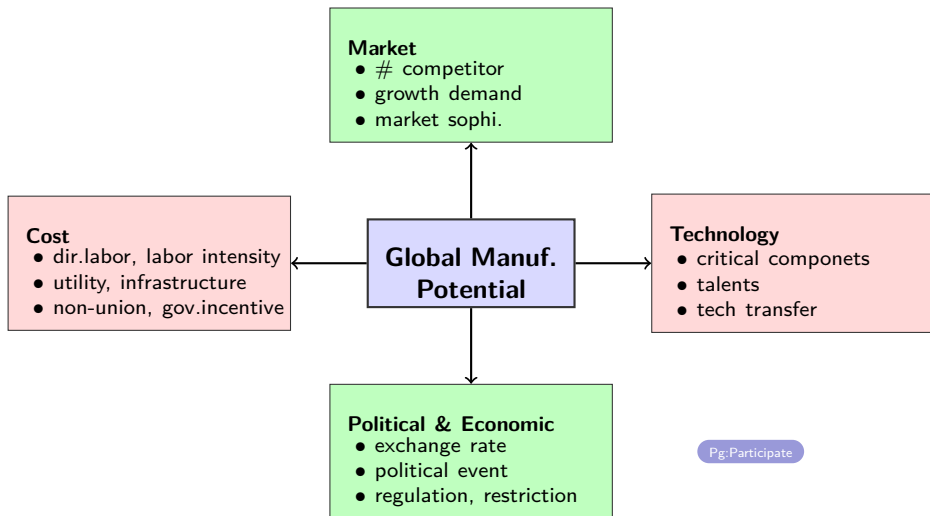 Market
• # competitor
• growth demand
• market sophi.
Cost
• dir.labor, labor intensity
• utility, infrastructure
• non-union, gov.incentive
Global Manuf.
Potential
Technology
• critical componets
• talents
• tech transfer
Political & Economic
• exchange rate
• political event
• regulation, restriction
Pg:Participate